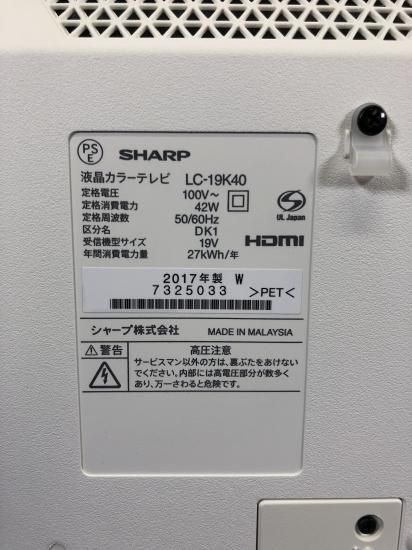 PS
E
SHARP
液晶カラーテレビ LC-19K40
定格電圧 100V～
定格消費電力 42W
定格周波数 50/60Hz
区分名 DK1
受信機型サイズ 19V
年間消費電力量 27kWh/年
UL Japan
HDMI
2017年製 W
7325033 >PET<
シャープ株式会社 MADE IN MALAYSIA
⚠警告 高圧注意
サービスマン以外の方は、裏ぶたをあけない
でください。内部には高電圧部分が数多く
あり、万一さわると危険です。